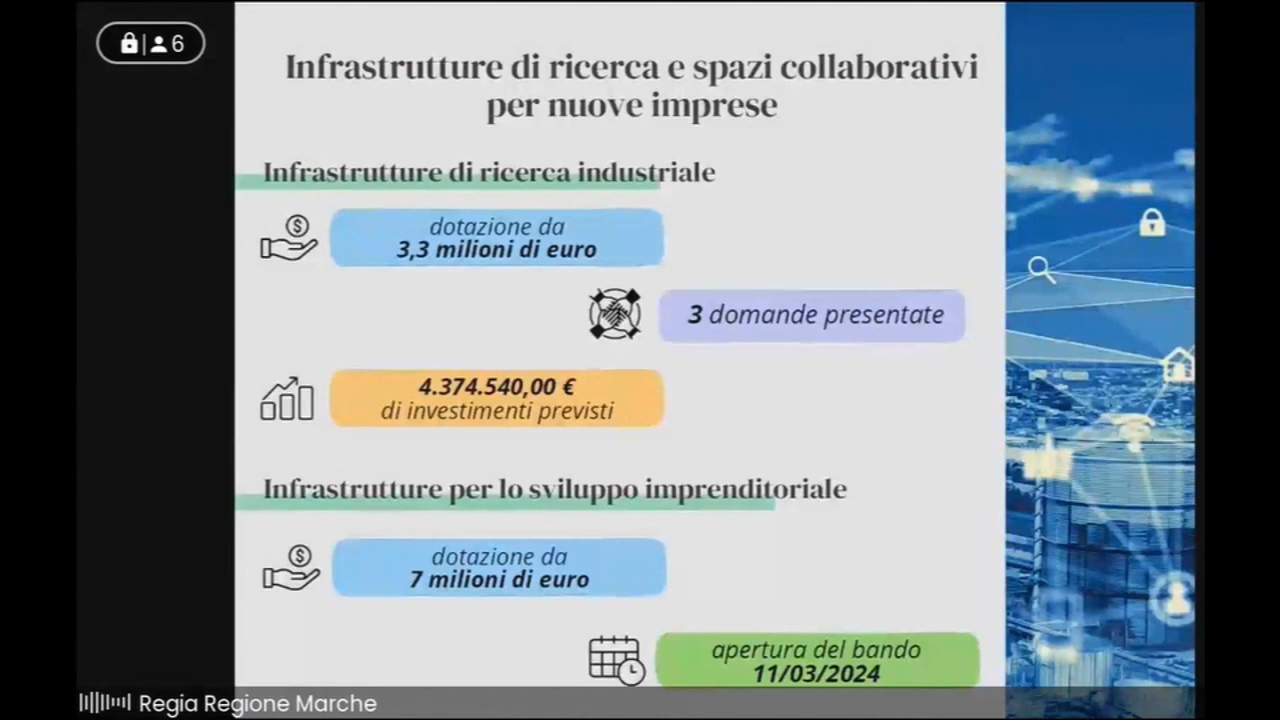 6
Infrastrutture di ricerca e spazi collaborativi
per nuove imprese
Infrastrutture di ricerca industriale
dotazione da
3,3 milioni di euro
3 domande presentate
4.374.540,00 €
di investimenti previsti
Infrastrutture per lo sviluppo imprenditoriale
dotazione da
7 milioni di euro
apertura del bando
11/03/2024
Regia Regione Marche